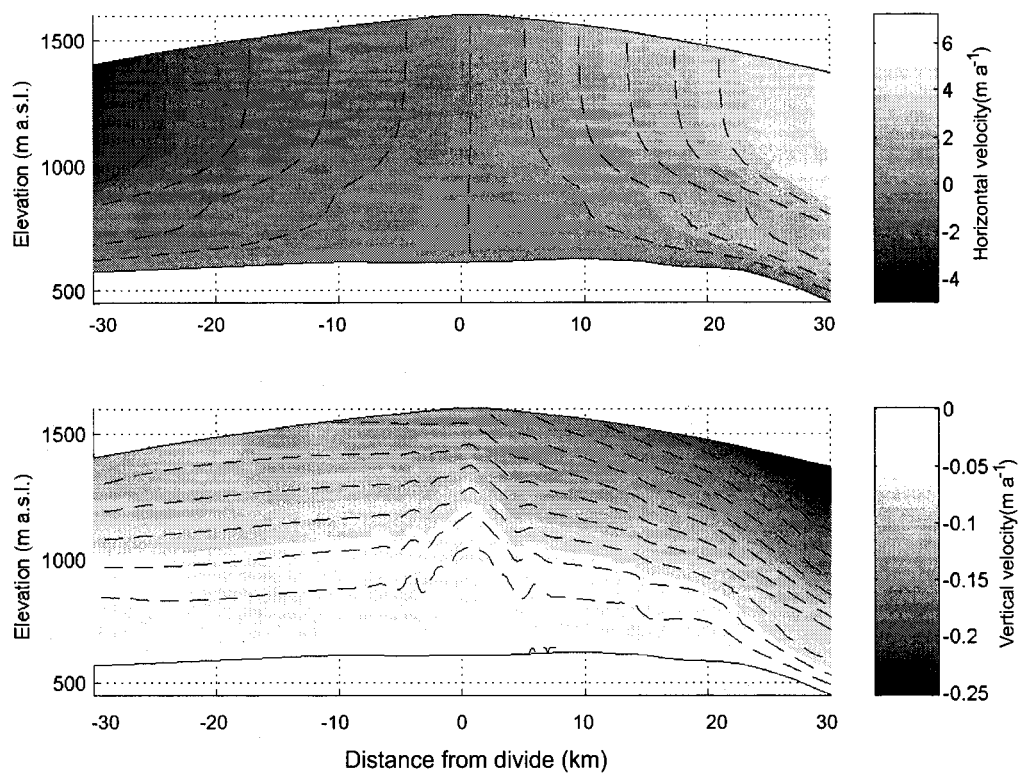 1500
1000
500
Elevation (m a.s.l.)
-30 -20 -10 0 10 20 30
6
4
2
0
-2
-4
Horizontal velocity(m a⁻¹)
1500
1000
500
Elevation (m a.s.l.)
-30 -20 -10 0 10 20 30
Distance from divide (km)
0
-0.05
-0.1
-0.15
-0.2
-0.25
Vertical velocity(m a⁻¹)